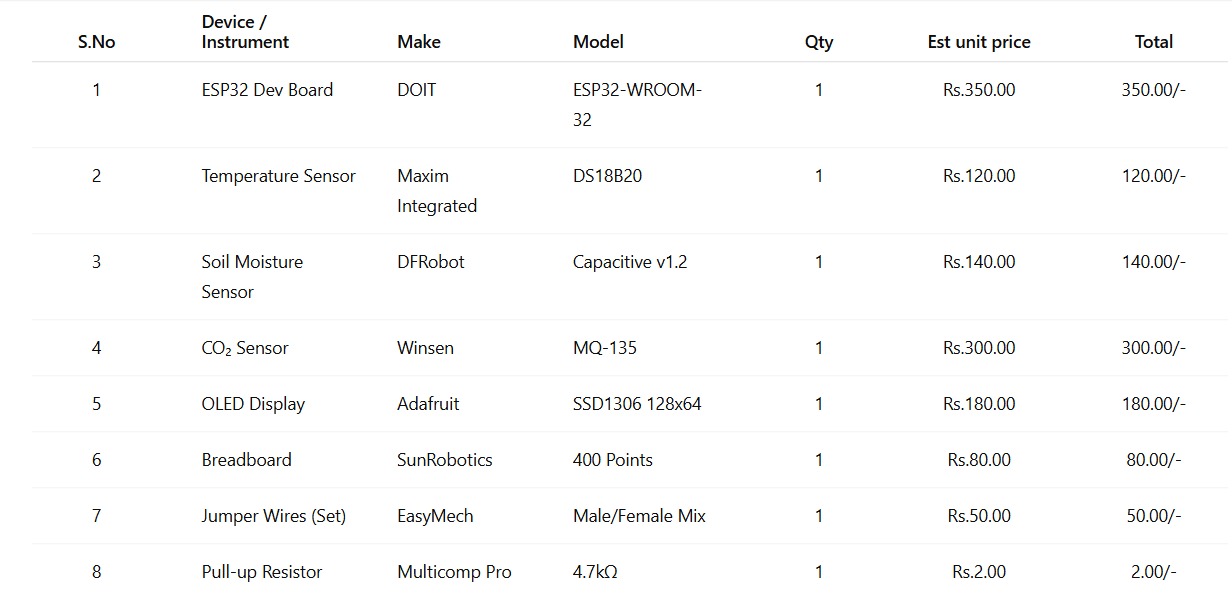 S.No Device / Instrument Make Model Qty Est unit price Total
1 ESP32 Dev Board DOIT ESP32-WROOM-32 1 Rs.350.00 350.00/-
2 Temperature Sensor Maxim Integrated DS18B20 1 Rs.120.00 120.00/-
3 Soil Moisture Sensor DFRobot Capacitive v1.2 1 Rs.140.00 140.00/-
4 CO₂ Sensor Winsen MQ-135 1 Rs.300.00 300.00/-
5 OLED Display Adafruit SSD1306 128x64 1 Rs.180.00 180.00/-
6 Breadboard SunRobotics 400 Points 1 Rs.80.00 80.00/-
7 Jumper Wires (Set) EasyMech Male/Female Mix 1 Rs.50.00 50.00/-
8 Pull-up Resistor Multicomp Pro 4.7kΩ 1 Rs.2.00 2.00/-